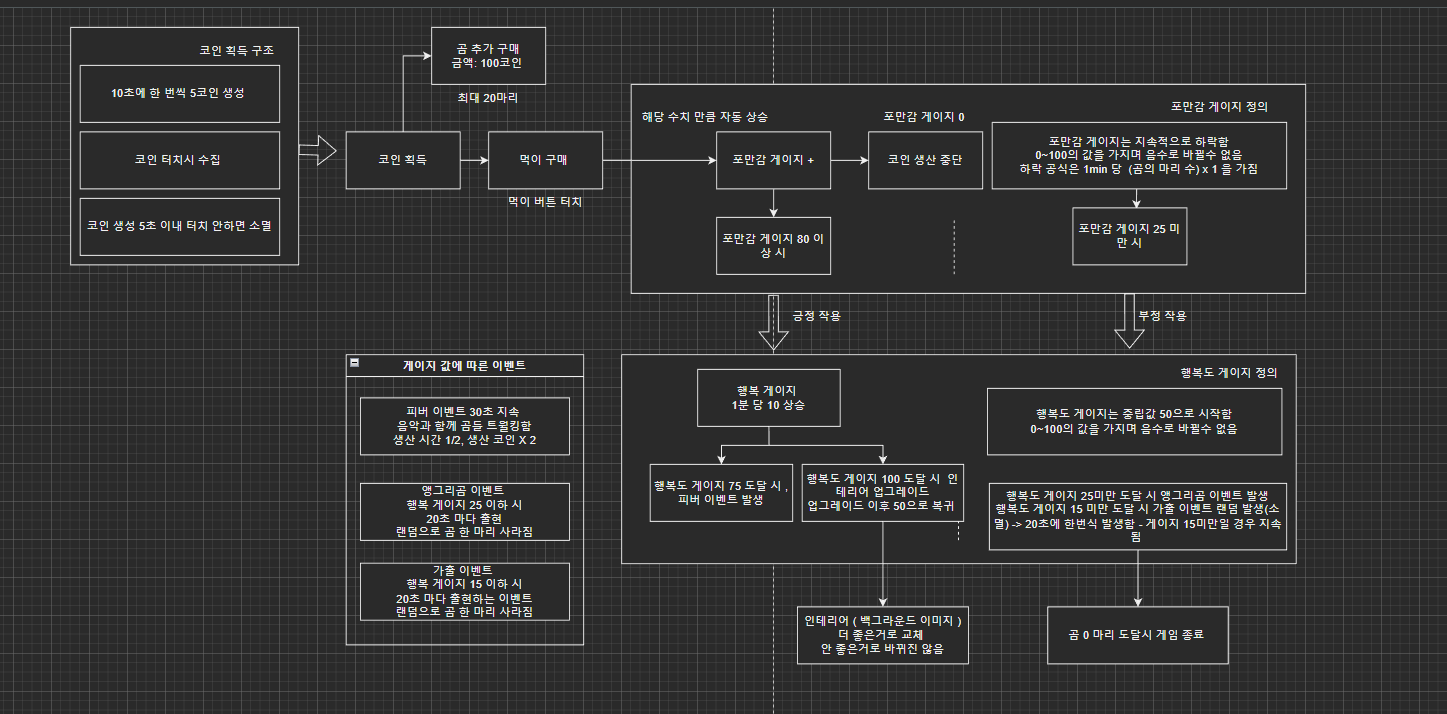 코인 획득 구조
10초에 한 번씩 5코인 생성
코인 터치시 수집
코인 생성 5초 이내 터치 안하면 소멸
곰 추가 구매
금액: 100코인
최대 20마리
코인 획득
먹이 구매
먹이 버튼 터치
해당 수치 만큼 자동 상승
포만감 게이지 +
포만감 게이지 80 이
상 시
포만감 게이지 0
코인 생산 중단
포만감 게이지 정의
포만감 게이지는 지속적으로 하락함
0~100의 값을 가지며 음수로 바뀔수 없음
하락 공식은 1min 당 (곰의 마리 수) x 1 을 가짐
포만감 게이지 25 미
만 시
긍정 작용
부정 작용
게이지 값에 따른 이벤트
피버 이벤트 30초 지속
음악과 함께 곰들 트월킹함
생산 시간 1/2, 생산 코인 X 2
앵그리곰 이벤트
행복 게이지 25 이하 시
20초 마다 출현
랜덤으로 곰 한 마리 사라짐
가출 이벤트
행복 게이지 15 이하 시
20초 마다 출현하는 이벤트
랜덤으로 곰 한 마리 사라짐
행복 게이지
1분 당 10 상승
행복도 게이지 75 도달 시 ,
피버 이벤트 발생
행복도 게이지 100 도달 시 인
테리어 업그레이드
업그레이드 이후 50으로 복귀
행복도 게이지 정의
행복도 게이지는 중립값 50으로 시작함
0~100의 값을 가지며 음수로 바뀔수 없음
행복도 게이지 25미만 도달 시 앵그리곰 이벤트 발생
행복도 게이지 15 미만 도달 시 가출 이벤트 랜덤 발생(소
멸) -> 20초에 한번식 발생함 - 게이지 15미만일 경우 지속
됨
인테리어 ( 백그라운드 이미지 )
더 좋은거로 교체
안 좋은거로 바뀌진 않음
곰 0 마리 도달시 게임 종료